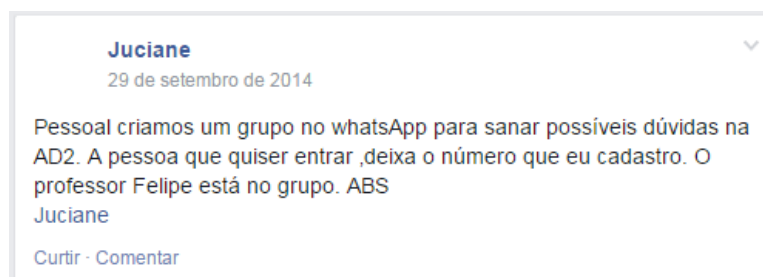 Juciane
29 de setembro de 2014
Pessoal criamos um grupo no whatsApp para sanar possíveis dúvidas na
AD2. A pessoa que quiser entrar ,deixa o número que eu cadastro. O
professor Felipe está no grupo. ABS
Juciane
Curtir · Comentar